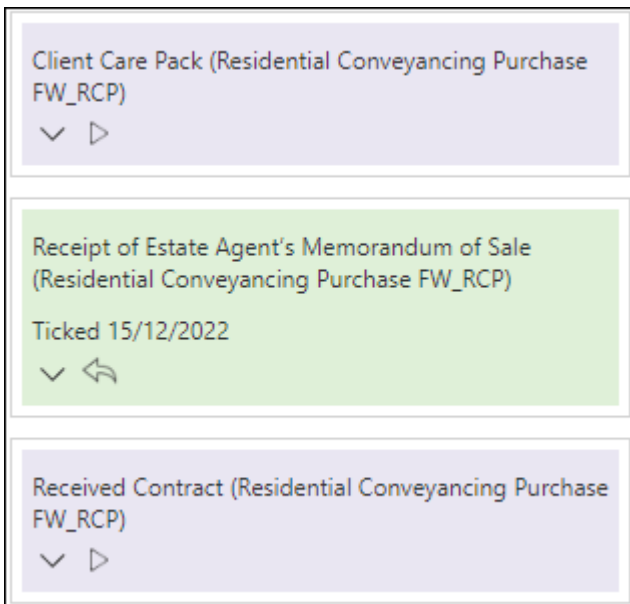 Client Care Pack (Residential Conveyancing Purchase
FW_RCP)
Receipt of Estate Agent's Memorandum of Sale
(Residential Conveyancing Purchase FW_RCP)
Ticked 15/12/2022
Received Contract (Residential Conveyancing Purchase
FW_RCP)